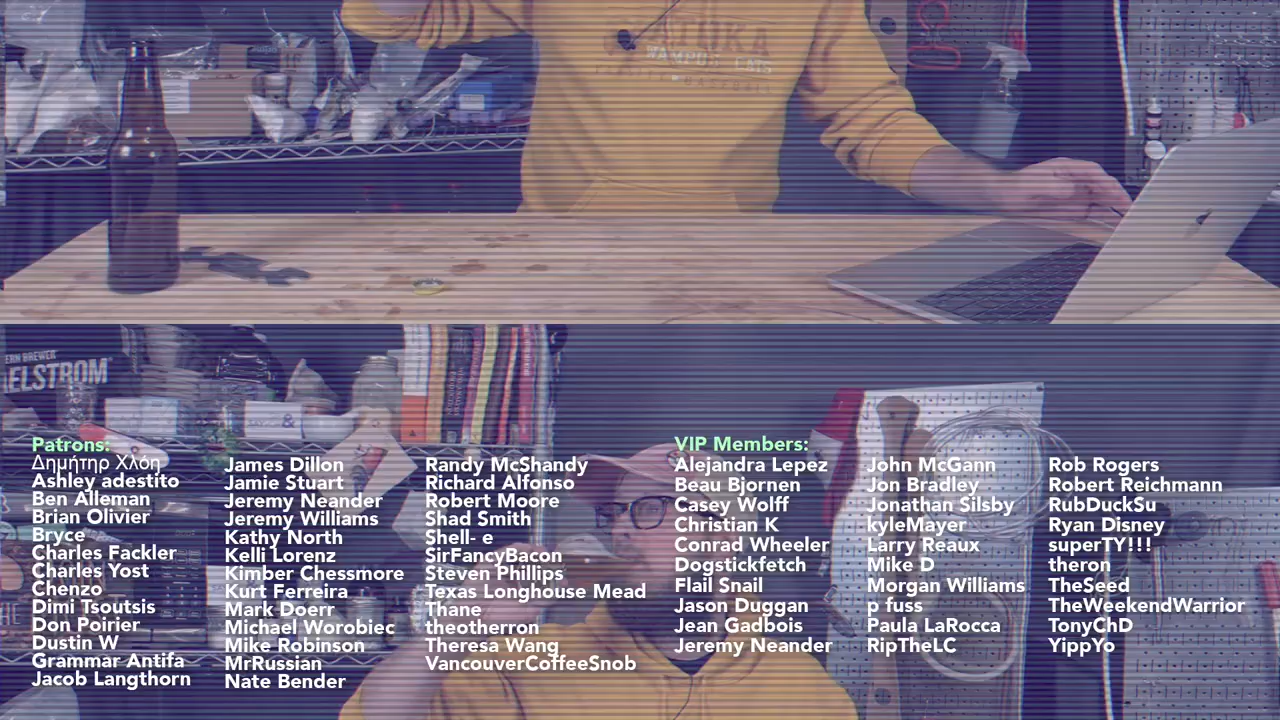 WAMPUS CATS
ERN BREWER
AELSTROM
Patrons:
Δημήτηρ Χλόη
Ashley adestito
Ben Alleman
Brian Olivier
Bryce
Charles Fackler
Charles Yost
Chenzo
Dimi Tsoutsis
Don Poirier
Dustin W
Grammar Antifa
Jacob Langthorn
James Dillon
Jamie Stuart
Jeremy Neander
Jeremy Williams
Kathy North
Kelli Lorenz
Kimber Chessmore
Kurt Ferreira
Mark Doerr
Michael Worobiec
Mike Robinson
MrRussian
Nate Bender
Randy McShandy
Richard Alfonso
Robert Moore
Shad Smith
Shell- e
SirFancyBacon
Steven Phillips
Texas Longhouse Mead
Thane
theotherron
Theresa Wang
VancouverCoffeeSnob
VIP Members:
Alejandra Lepez
Beau Bjornen
Casey Wolff
Christian K
Conrad Wheeler
Dogstickfetch
Flail Snail
Jason Duggan
Jean Gadbois
Jeremy Neander
John McGann
Jon Bradley
Jonathan Silsby
kyleMayer
Larry Reaux
Mike D
Morgan Williams
p fuss
Paula LaRocca
RipTheLC
Rob Rogers
Robert Reichmann
RubDuckSu
Ryan Disney
superTY!!!
theron
TheSeed
TheWeekendWarrior
TonyChD
YippYo